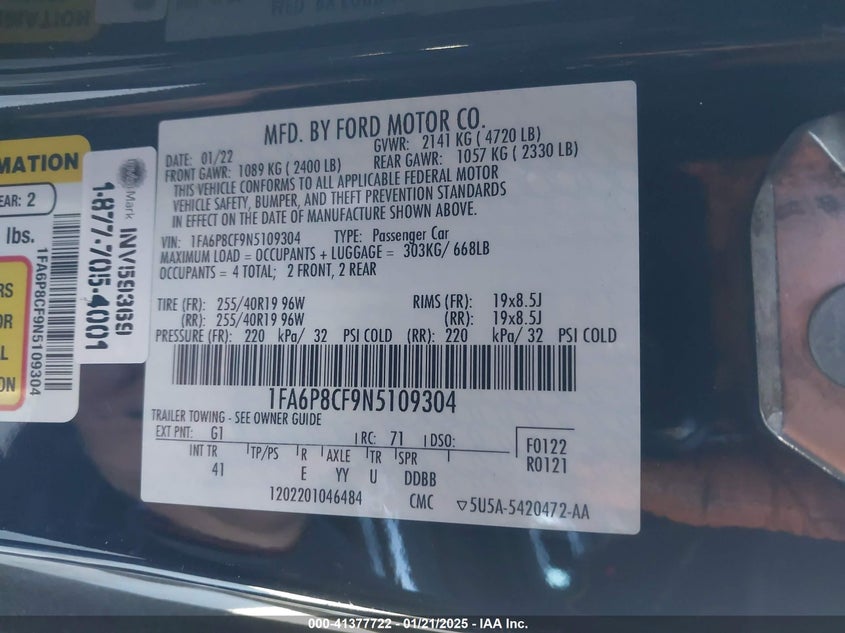 MFD. BY FORD MOTOR CO.
DATE: 01/22 GVWR: 2141 KG ( 4720 LB)
FRONT GAWR: 1089 KG ( 2400 LB) REAR GAWR: 1057 KG ( 2330 LB)
THIS VEHICLE CONFORMS TO ALL APPLICABLE FEDERAL MOTOR
VEHICLE SAFETY, BUMPER, AND THEFT PREVENTION STANDARDS
IN EFFECT ON THE DATE OF MANUFACTURE SHOWN ABOVE.
VIN: 1FA6P8CF9N5109304 TYPE: Passenger Car
MAXIMUM LOAD = OCCUPANTS + LUGGAGE = 303KG/ 668LB
OCCUPANTS = 4 TOTAL; 2 FRONT, 2 REAR
TIRE (FR): 255/40R19 96W RIMS (FR): 19x8.5J
(RR): 255/40R19 96W (RR): 19x8.5J
PRESSURE (FR): 220 kPa/ 32 PSI COLD (RR): 220 kPa/ 32 PSI COLD
1FA6P8CF9N5109304
TRAILER TOWING - SEE OWNER GUIDE
EXT PNT: G1 RC: 71 DSO:
INT TR TP/PS R AXLE TR SPR
41 E YY U DDBB
F0122
R0121
1202201046484 CMC ▽5U5A-5420472-AA
MATION
EAR: 2
lbs.
RS
OR
AL
ON
1FA6P8CF9N5109304
Mark
INV1593691
1-877-705-4001
000-41377722 - 01/21/2025 - IAA Inc.